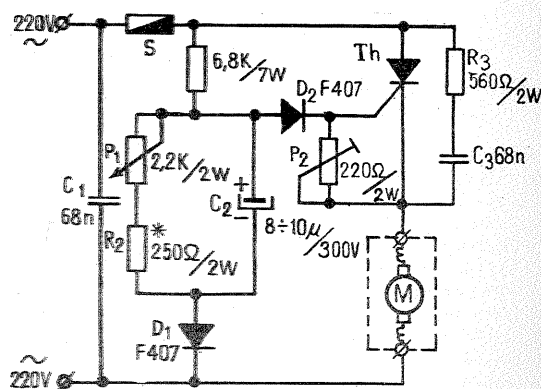 220V
~
S
6,8K/7W
Th
R3
560Ω/2W
D2 F407
P1
2,2K/2W
P2
220Ω/2W
C3 68n
C1
68n
+
C2
-
8÷10μ/300V
R2
*
250Ω/2W
M
D1
F407
~
220V